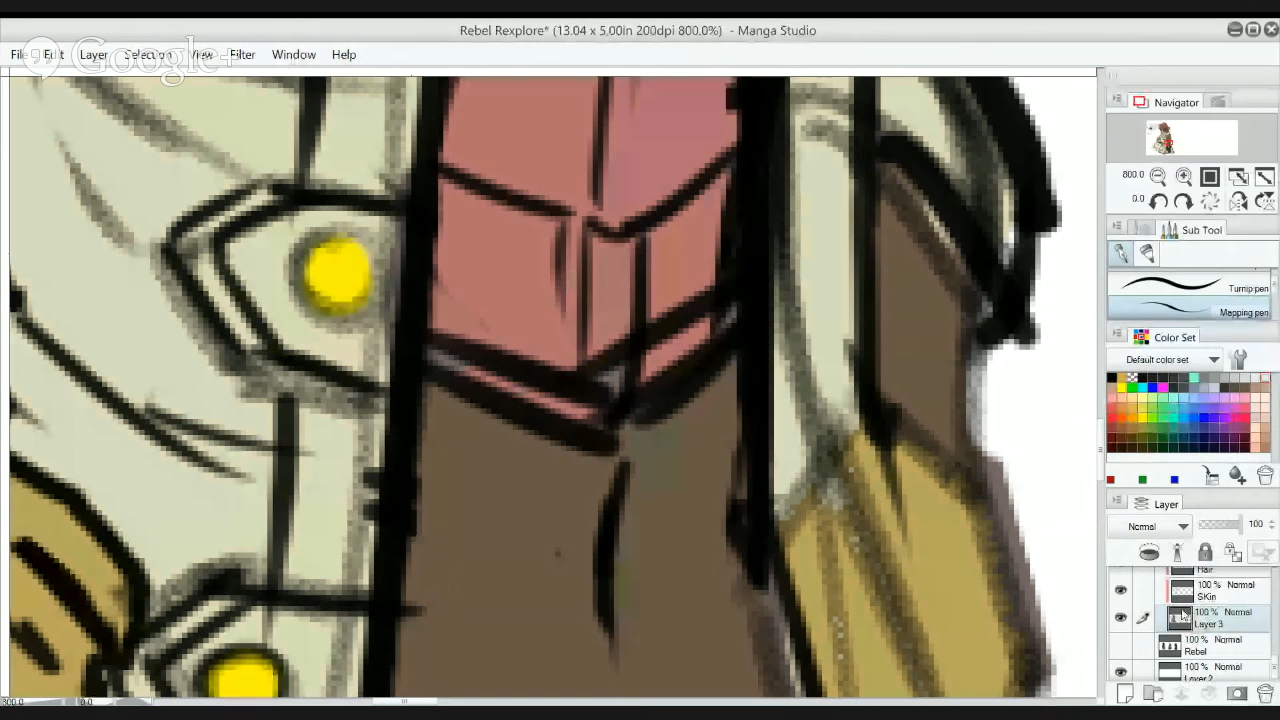 Rebel Rexplore* (13.04 x 5.00in 200dpi 800.0%) - Manga Studio
File Edit Layer Selection View Filter Window Help
Google+
Navigator
800.0
0.0
Sub Tool
Turnip pen
Mapping pen
Color Set
Default color set
Layer
Normal 100
Hair
100 % Normal
SKin
100 % Normal
Layer 3
100 % Normal
Rebel
100 % Normal
Layer 2
800.0 0.0